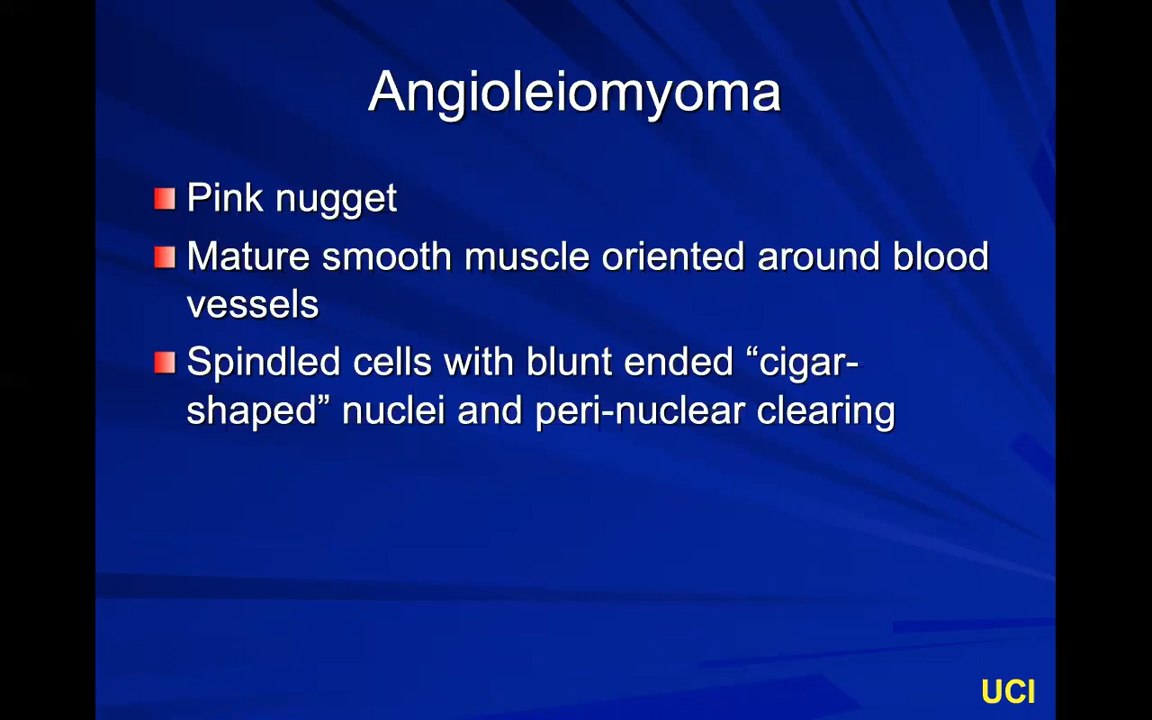 Angioleiomyoma
Pink nugget
Mature smooth muscle oriented around blood
vessels
Spindled cells with blunt ended “cigar-
shaped” nuclei and peri-nuclear clearing
UCI